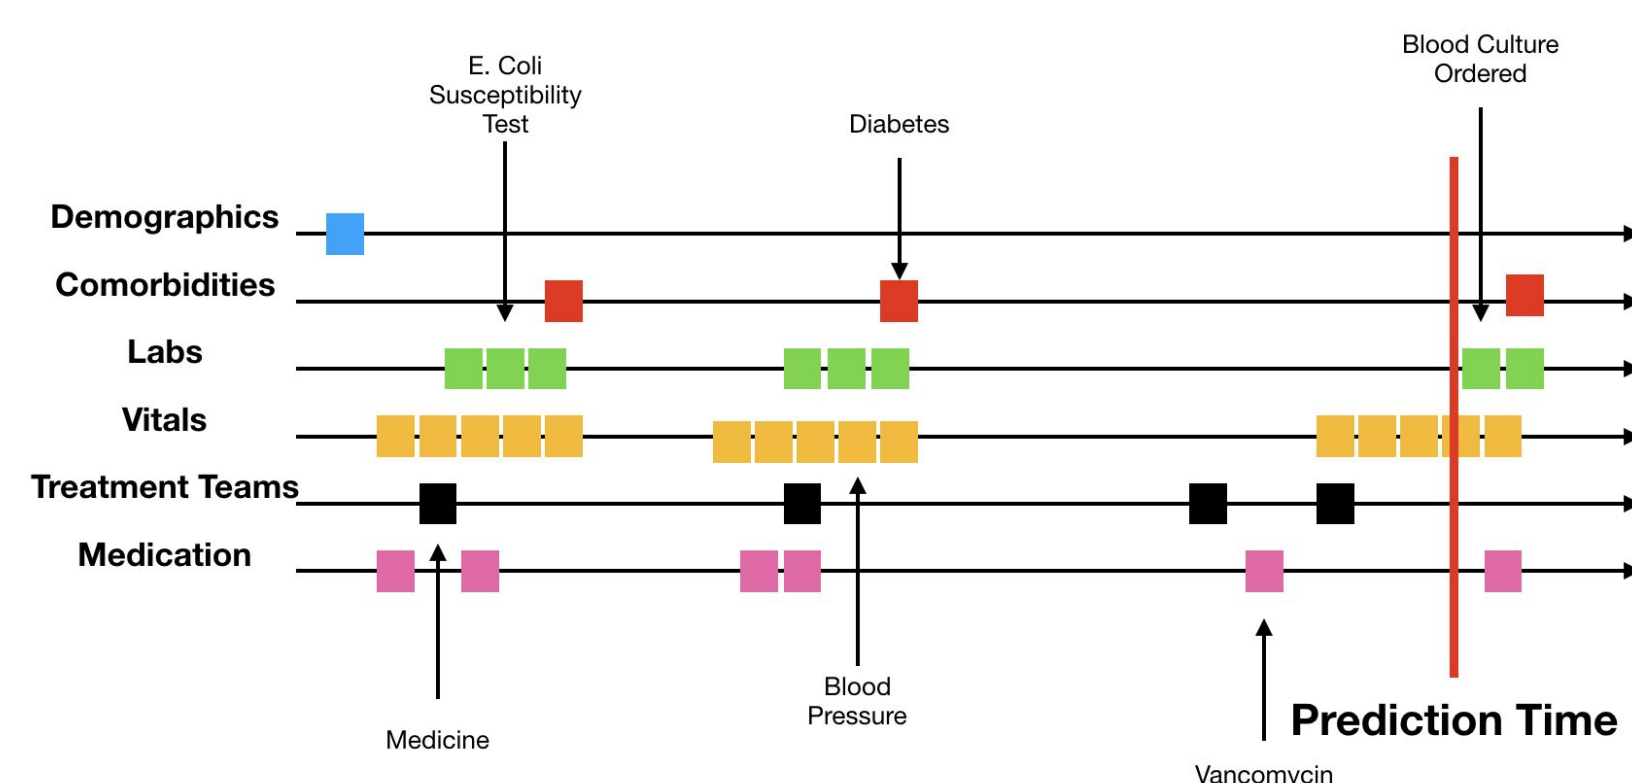 Blood Culture
Ordered
E. Coli
Susceptibility
Test
Diabetes
Demographics
Comorbidities
Labs
Vitals
Treatment Teams
Medication
Medicine
Blood
Pressure
Prediction Time
Vancomycin